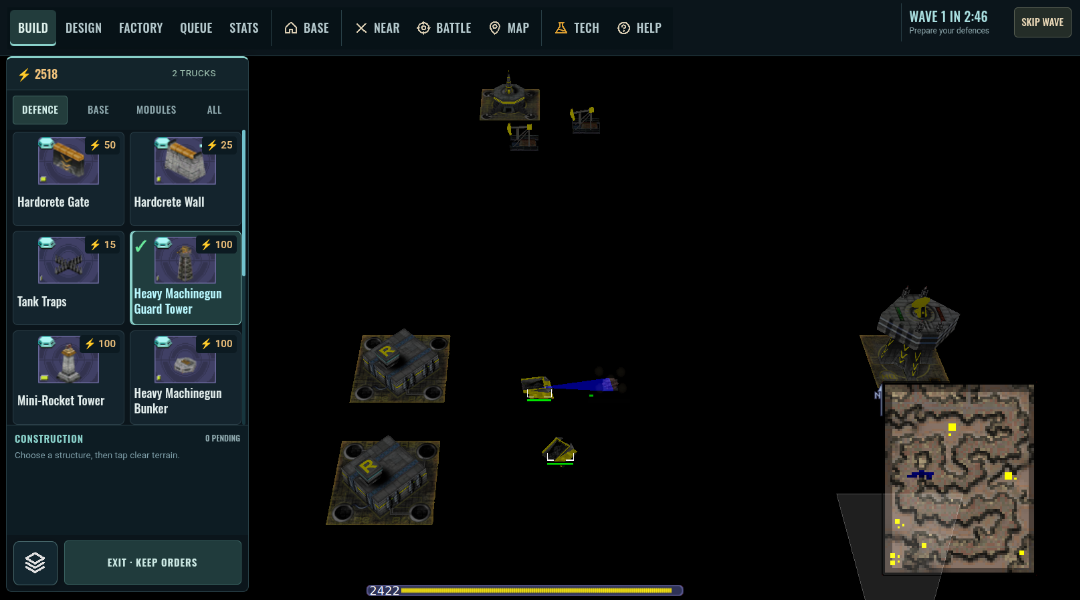 BUILD DESIGN FACTORY QUEUE STATS BASE NEAR BATTLE MAP TECH HELP
WAVE 1 IN 2:46
Prepare your defences
SKIP WAVE
2518 2 TRUCKS
DEFENCE BASE MODULES ALL
50 25
Hardcrete Gate Hardcrete Wall
15 100
Tank Traps Heavy Machinegun
Guard Tower
100 100
Mini-Rocket Tower Heavy Machinegun
Bunker
CONSTRUCTION 0 PENDING
Choose a structure, then tap clear terrain.
EXIT - KEEP ORDERS
R
R
N
2422